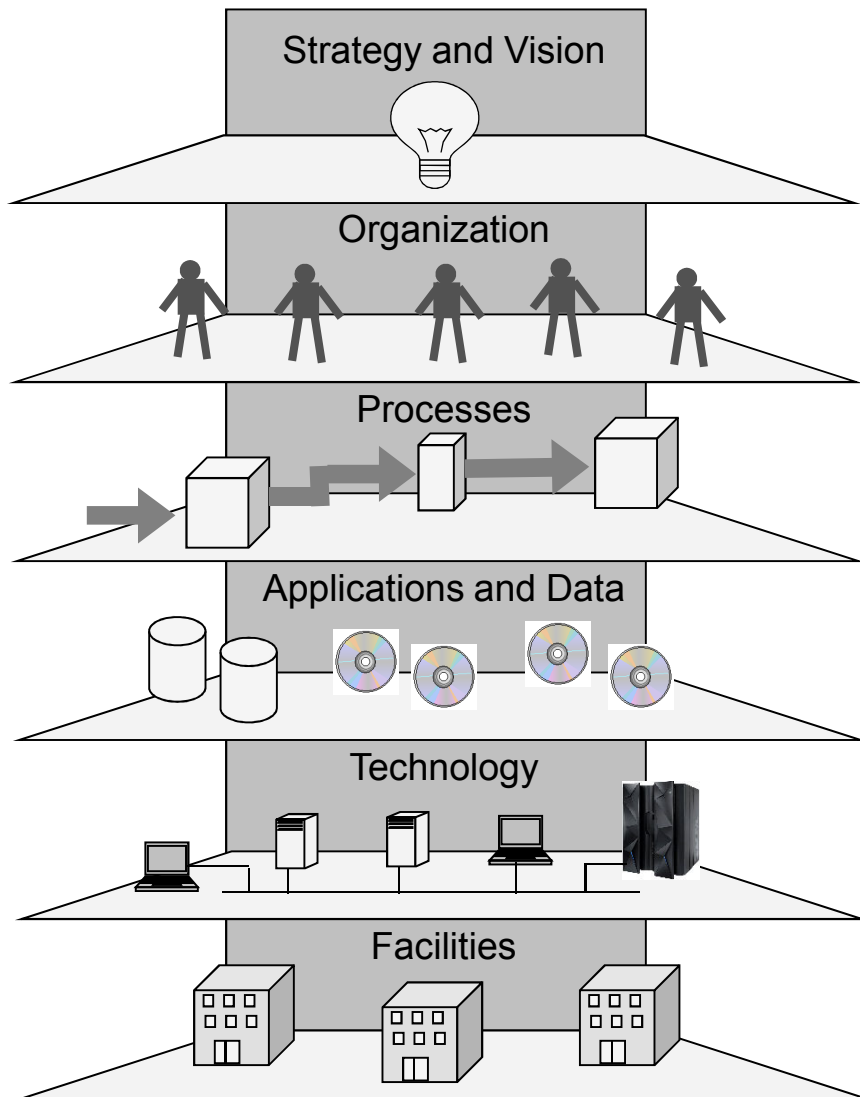 Strategy and Vision
Organization
Processes
Applications and Data
Technology
Facilities